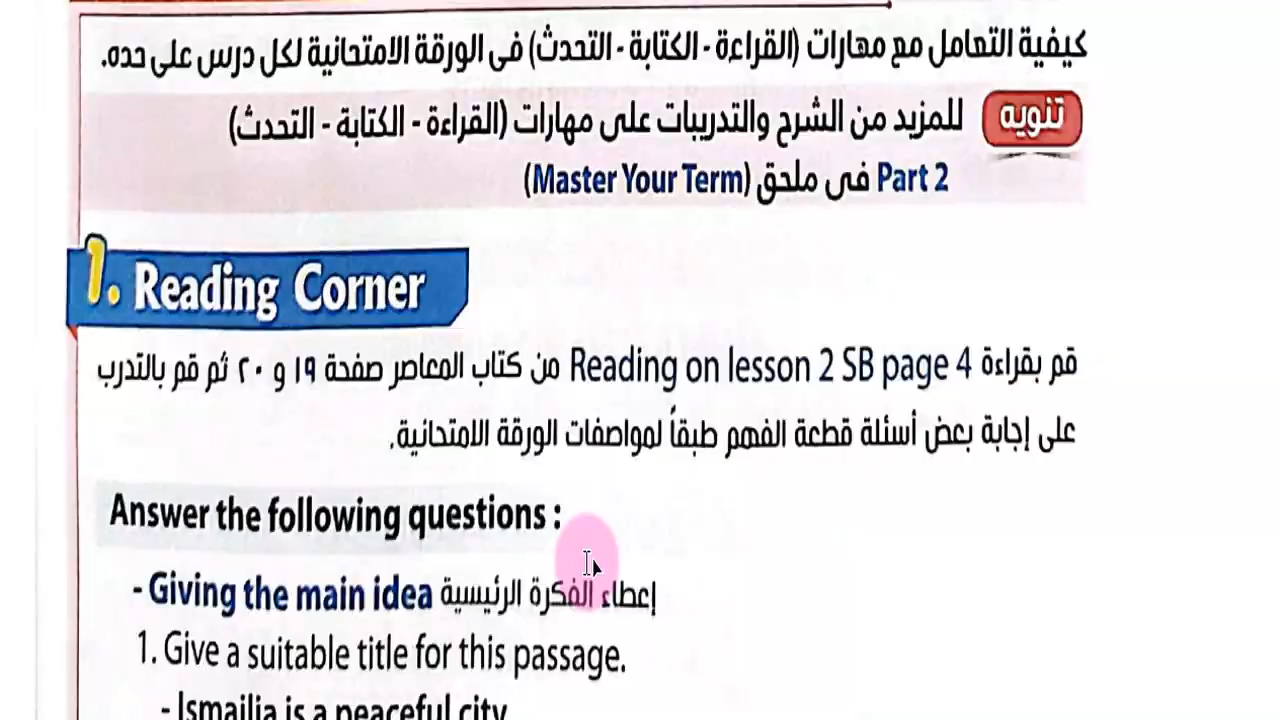 كيفية التعامل مع مهارات (القراءة - الكتابة - التحدث) فى الورقة الامتحانية لكل درس على حده.
تنويه للمزيد من الشرح والتدريبات على مهارات (القراءة - الكتابة - التحدث)
Part 2 فى ملحق (Master Your Term)
1. Reading Corner
قم بقراءة Reading on lesson 2 SB page 4 من كتاب المعاصر صفحة ١٩ و ٢٠ ثم قم بالتدرب
على إجابة بعض أسئلة قطعة الفهم طبقاً لمواصفات الورقة الامتحانية.
Answer the following questions :
- Giving the main idea إعطاء الفكرة الرئيسية
1. Give a suitable title for this passage.
- Ismailia is a peaceful city